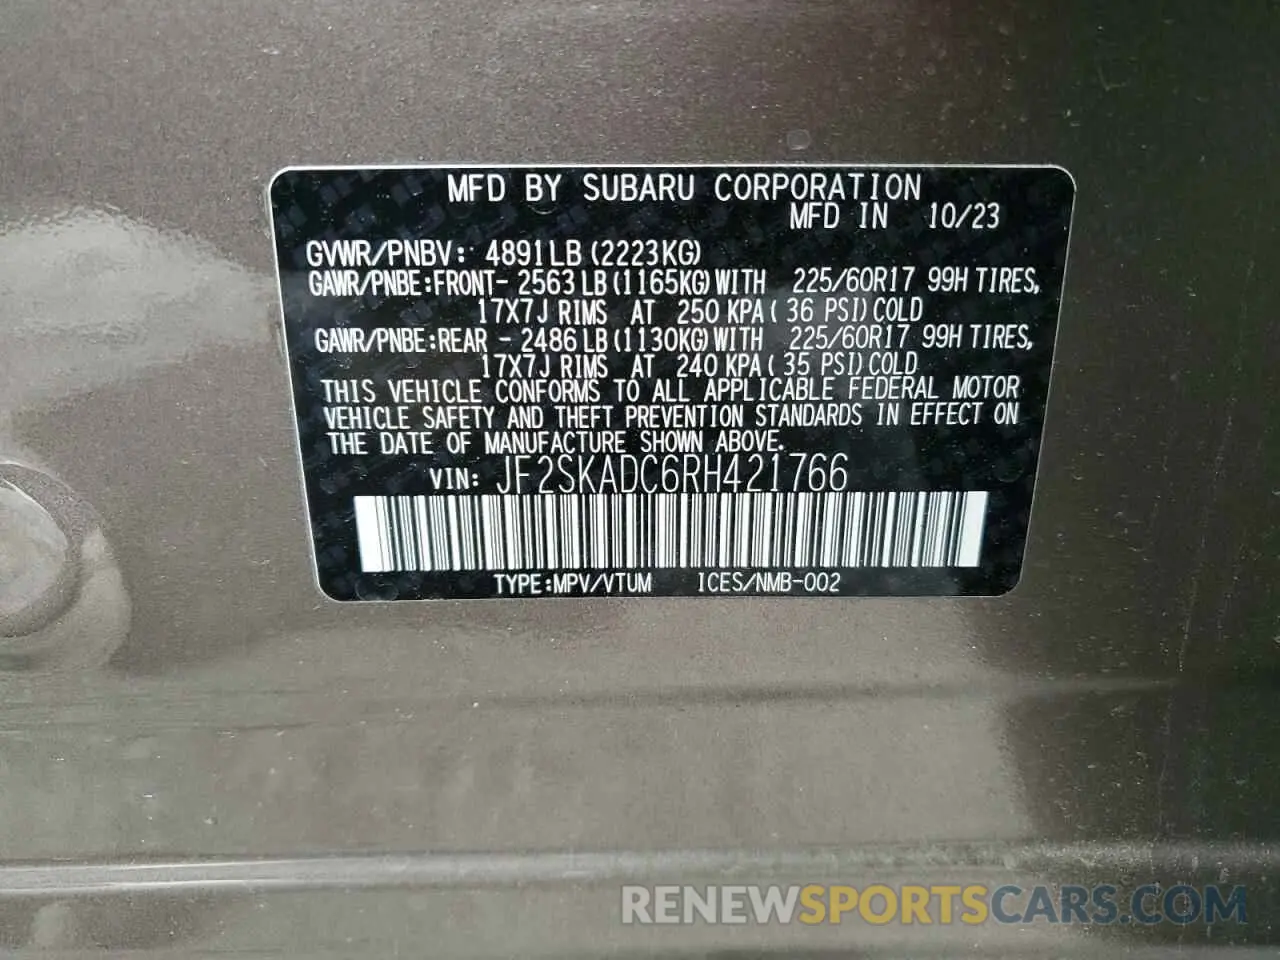 MFD BY SUBARU CORPORATION
MFD IN 10/23
GVWR/PNBV: 4891LB (2223KG)
GAWR/PNBE:FRONT- 2563 LB (1165KG) WITH 225/60R17 99H TIRES,
17X7J RIMS AT 250 KPA ( 36 PSI) COLD
GAWR/PNBE:REAR - 2486 LB (1130KG) WITH 225/60R17 99H TIRES,
17X7J RIMS AT 240 KPA ( 35 PSI) COLD
THIS VEHICLE CONFORMS TO ALL APPLICABLE FEDERAL MOTOR
VEHICLE SAFETY AND THEFT PREVENTION STANDARDS IN EFFECT ON
THE DATE OF MANUFACTURE SHOWN ABOVE.
VIN: JF2SKADC6RH421766
TYPE:MPV/VTUM ICES/NMB-002
RENEWSPORTSCARS.COM